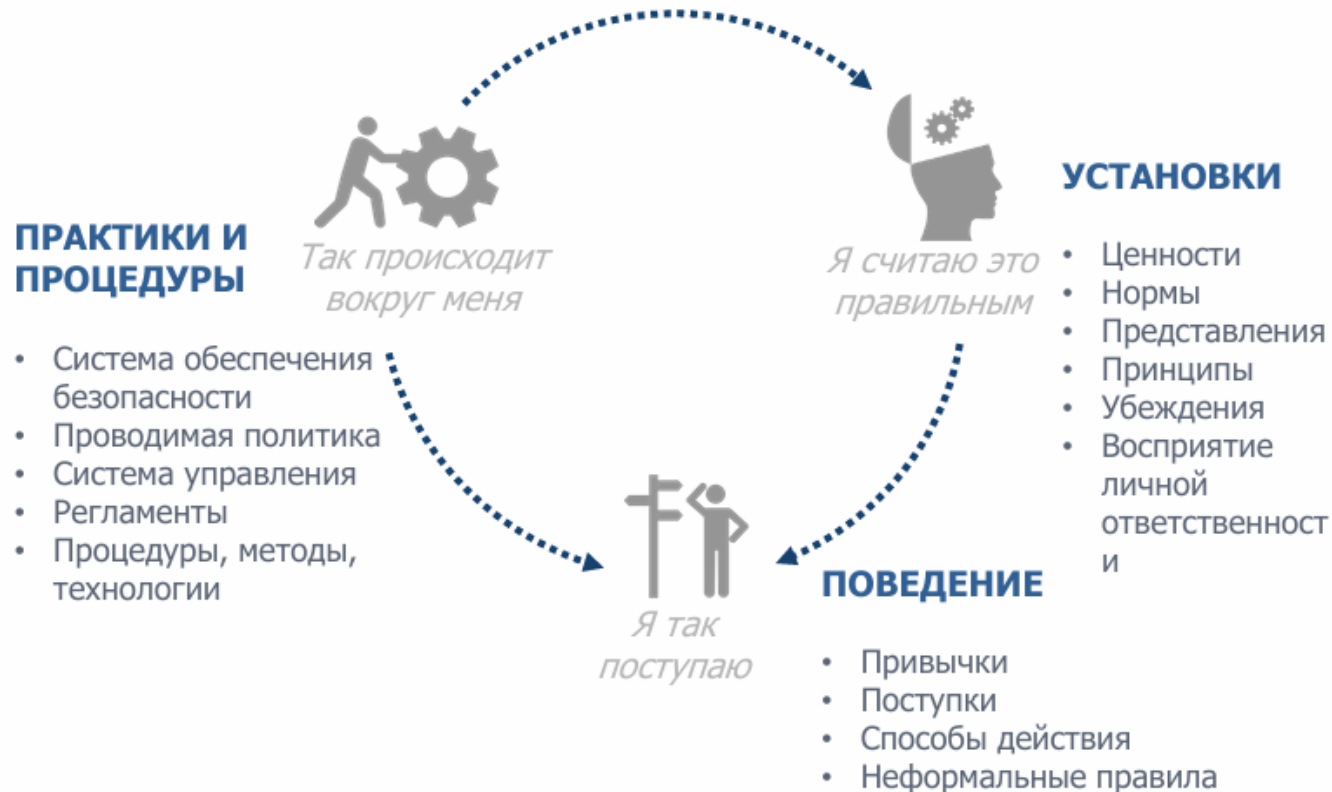 ПРАКТИКИ И
ПРОЦЕДУРЫ
Так происходит
вокруг меня
• Система обеспечения
безопасности
• Проводимая политика
• Система управления
• Регламенты
• Процедуры, методы,
технологии
Я считаю это
правильным
УСТАНОВКИ
• Ценности
• Нормы
• Представления
• Принципы
• Убеждения
• Восприятие
личной
ответственност
и
Я так
поступаю
ПОВЕДЕНИЕ
• Привычки
• Поступки
• Способы действия
• Неформальные правила